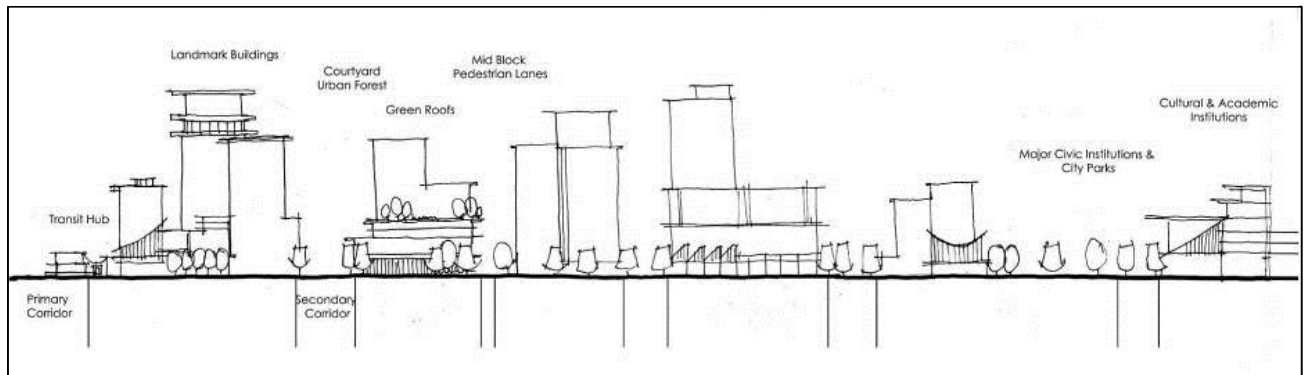 Landmark Buildings
Courtyard
Urban Forest
Green Roofs
Mid Block
Pedestrian Lanes
Cultural & Academic
Institutions
Major Civic Institutions &
City Parks
Transit Hub
Primary
Corridor
Secondary
Corridor